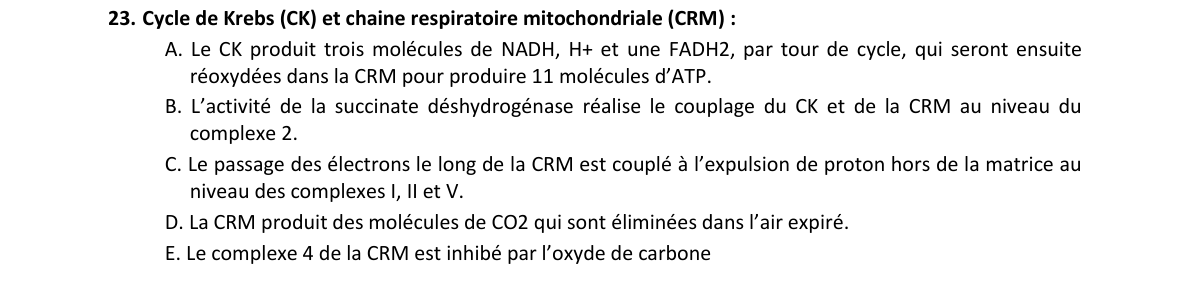 23. Cycle de Krebs (CK) et chaine respiratoire mitochondriale (CRM) :
A. Le CK produit trois molécules de NADH, H+ et une FADH2, par tour de cycle, qui seront ensuite
réoxydées dans la CRM pour produire 11 molécules d’ATP.
B. L’activité de la succinate déshydrogénase réalise le couplage du CK et de la CRM au niveau du
complexe 2.
C. Le passage des électrons le long de la CRM est couplé à l’expulsion de proton hors de la matrice au
niveau des complexes I, II et V.
D. La CRM produit des molécules de CO2 qui sont éliminées dans l’air expiré.
E. Le complexe 4 de la CRM est inhibé par l’oxyde de carbone